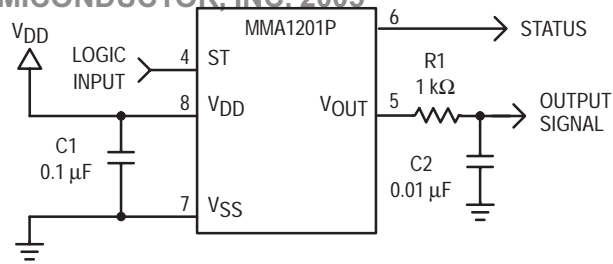 MICONDUCTOR, INC. 2005
VDD
LOGIC
INPUT
4
ST
MMA1201P
6
STATUS
8
VDD
VOUT
5
R1
1 kΩ
OUTPUT
SIGNAL
C1
0.1 µF
C2
0.01 µF
7
VSS